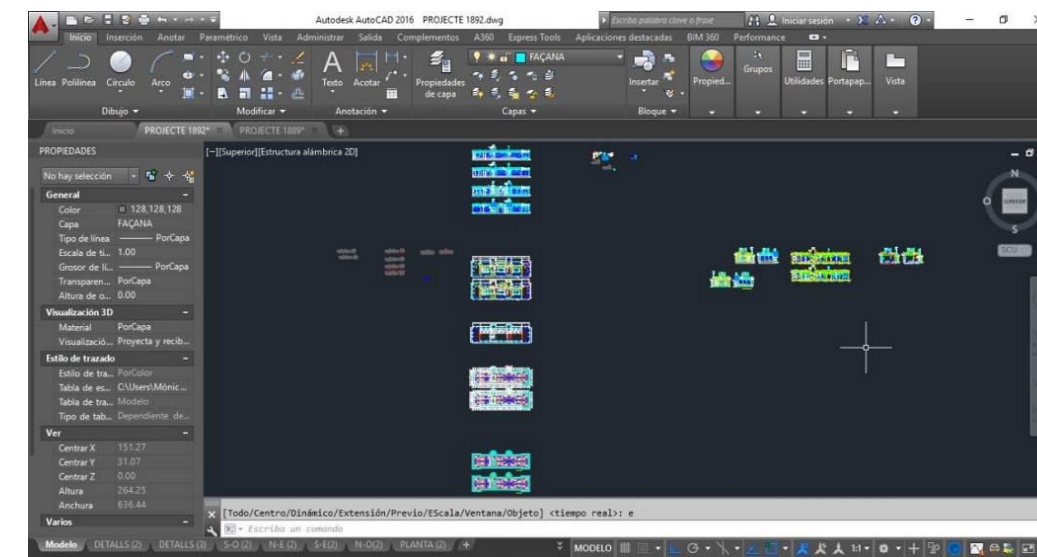 Autodesk AutoCAD 2016 PROJECTE 1892.dwg
Escriba palabra clave o frase
Iniciar sesión
Inicio Inserción Anotar Paramétrico Vista Administrar Salida Complementos A360 Express Tools Aplicaciones destacadas BIM 360 Performance
FAÇANA
Línea Polilínea Círculo Arco
Texto Acotar
Propiedades de capa
Insertar
Propied...
Grupos
Utilidades
Portapap...
Vista
Dibujo Modificar Anotación Capas Bloque
Inicio PROJECTE 1892* PROJECTE 1889*
PROPIEDADES
[−][Superior][Estructura alámbrica 2D]
No hay selección
General
Color 128,128,128
Capa FAÇANA
Tipo de línea PorCapa
Escala de ti... 1.00
Grosor de lí... PorCapa
Transparen... PorCapa
Altura de o... 0.00
Visualización 3D
Material PorCapa
Visualizació... Proyecta y recib...
Estilo de trazado
Estilo de tra... PorColor
Tabla de es... C:\Users\Mònic...
Tabla de tra... Modelo
Tipo de tab... Dependiente de...
Ver
Centrar X 151.27
Centrar Y 31.07
Centrar Z 0.00
Altura 264.25
Anchura 636.44
Varios
N
O
SUPERIOR
S
SCU
[Todo/Centro/Dinámico/Extensión/Previo/EScala/Ventana/Objeto] <tiempo real>: e
Escriba un comando
Modelo DETALLS (2) DETALLS (3) S-O (2) N-E (2) S-E(2) N-O(2) PLANTA (2) +
MODELO
1:1